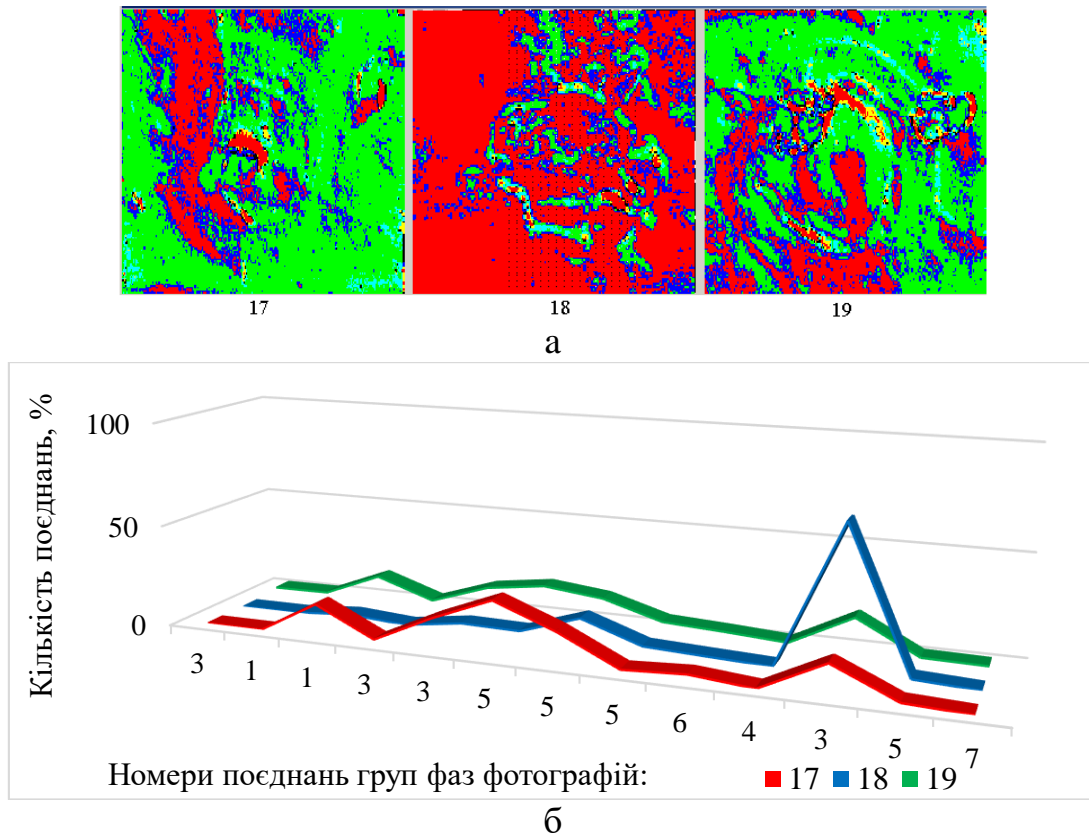 17 18 19
а
Кількість поєднань, %
100
50
0
3 1 1 3 3 5 5 5 6 4 3 5 7
Номери поєднань груп фаз фотографій: 17 18 19
б